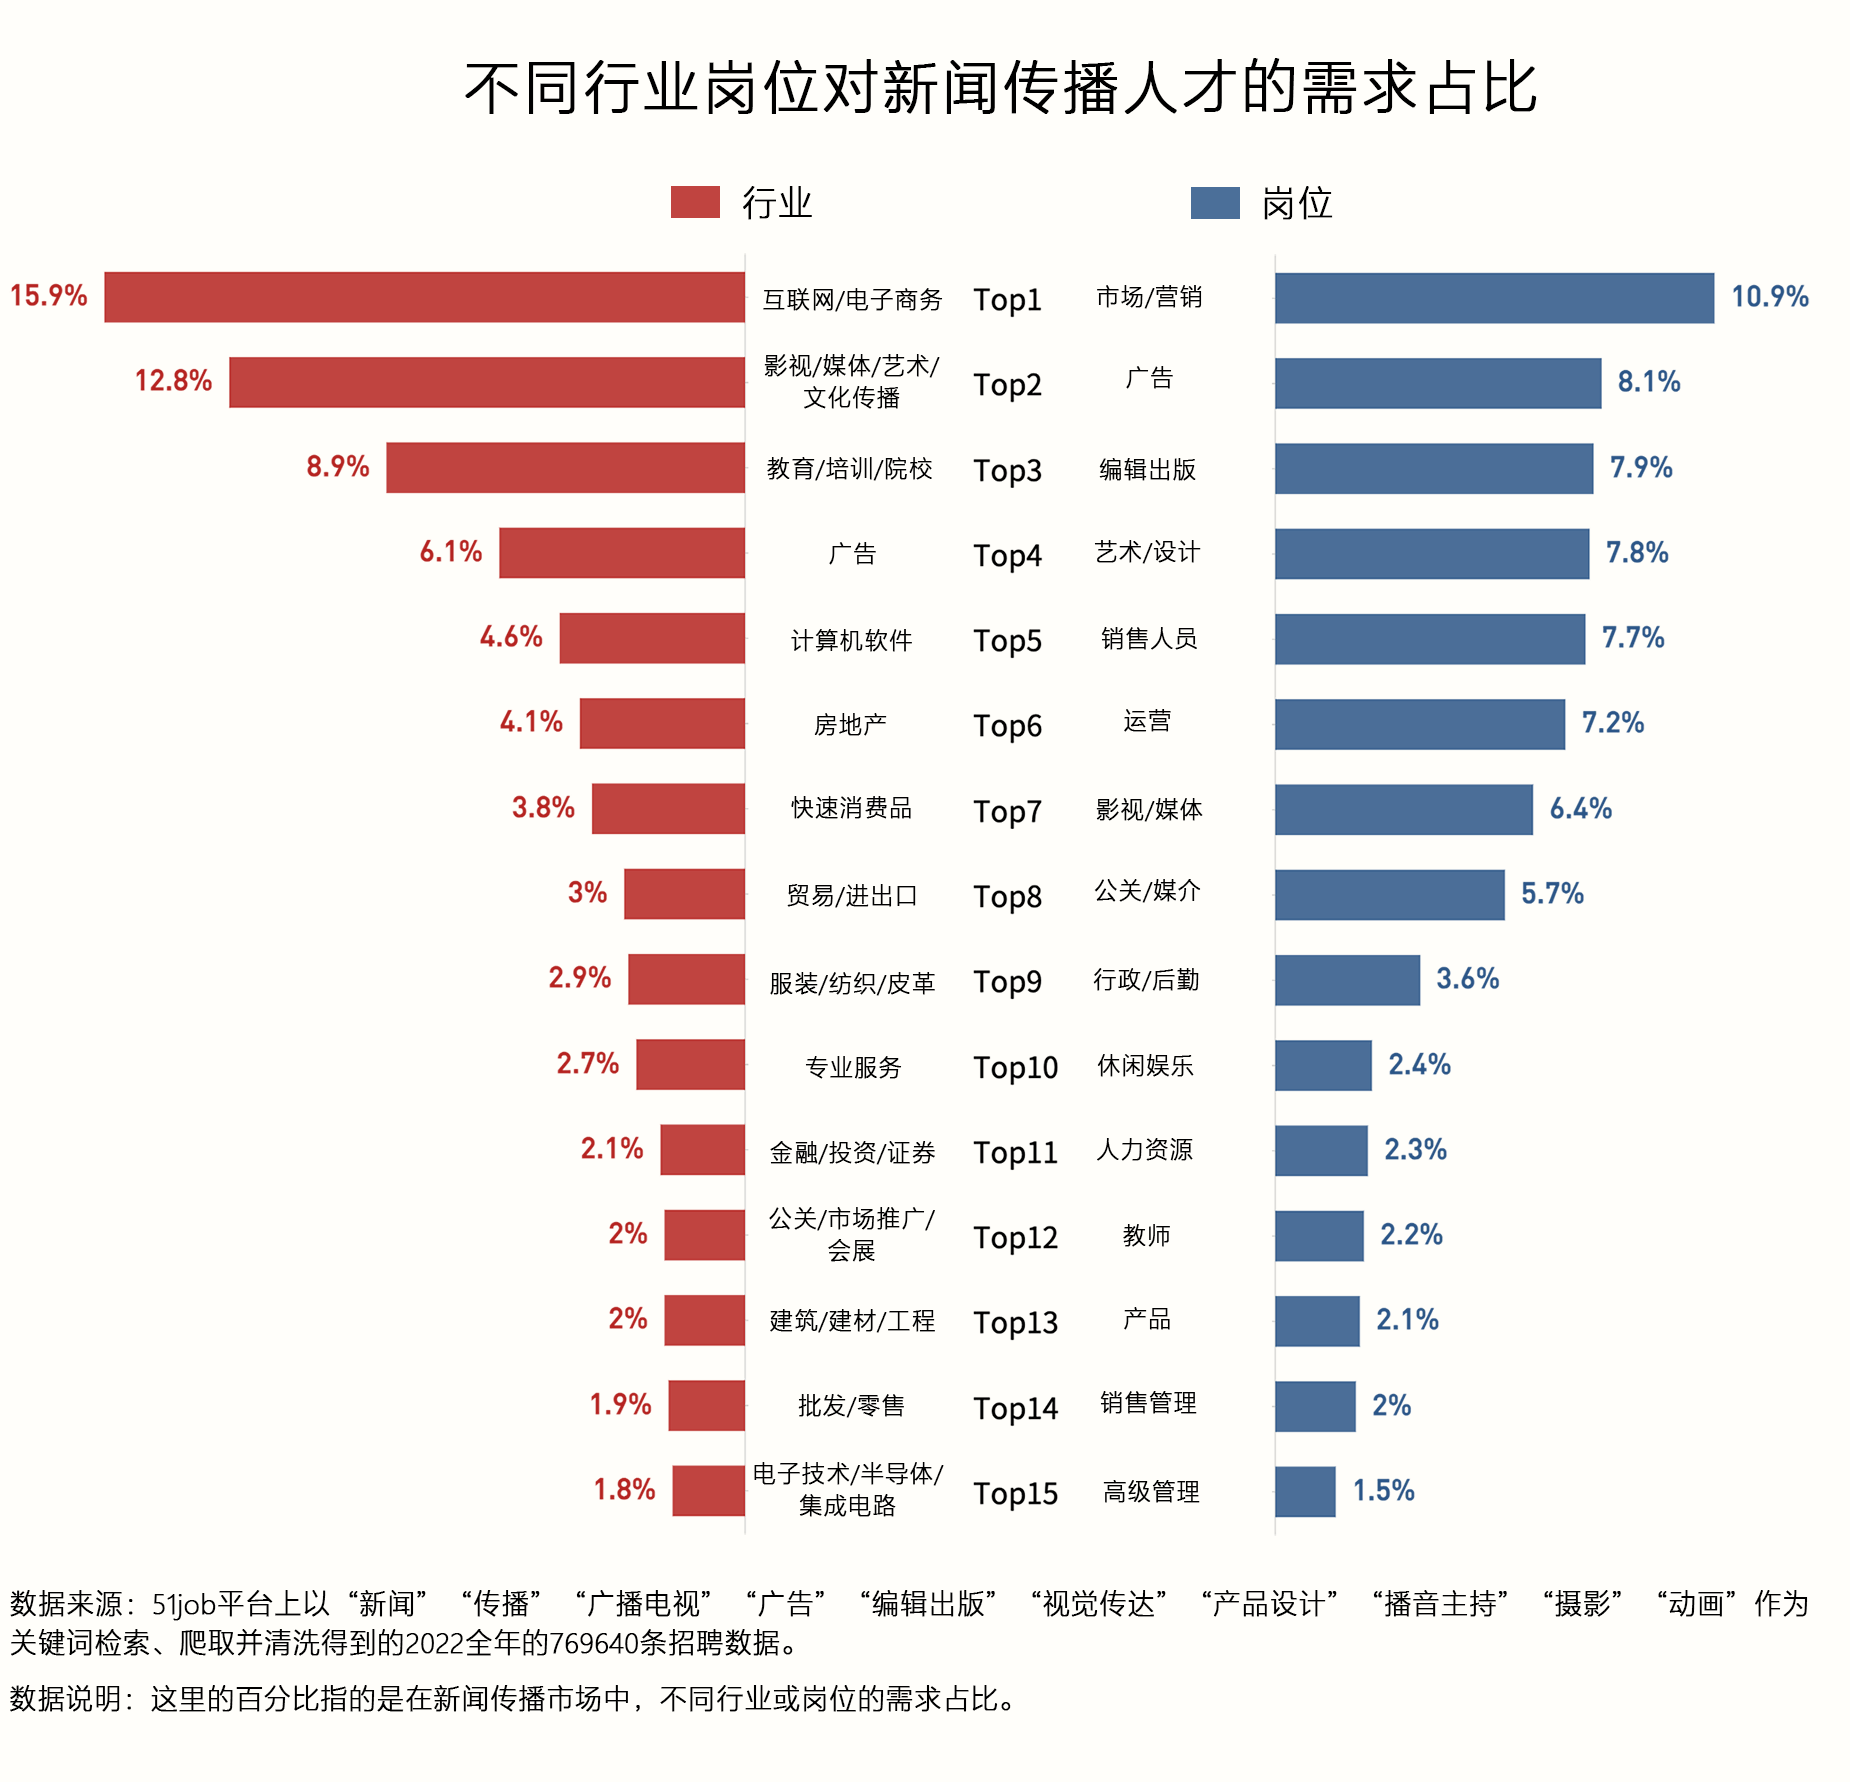 不同行业岗位对新闻传播人才的需求占比
行业 岗位
15.9% 互联网/电子商务 Top1 市场/营销 10.9%
12.8% 影视/媒体/艺术/
文化传播 Top2 广告 8.1%
8.9% 教育/培训/院校 Top3 编辑出版 7.9%
6.1% 广告 Top4 艺术/设计 7.8%
4.6% 计算机软件 Top5 销售人员 7.7%
4.1% 房地产 Top6 运营 7.2%
3.8% 快速消费品 Top7 影视/媒体 6.4%
3% 贸易/进出口 Top8 公关/媒介 5.7%
2.9% 服装/纺织/皮革 Top9 行政/后勤 3.6%
2.7% 专业服务 Top10 休闲娱乐 2.4%
2.1% 金融/投资/证券 Top11 人力资源 2.3%
2% 公关/市场推广/
会展 Top12 教师 2.2%
2% 建筑/建材/工程 Top13 产品 2.1%
1.9% 批发/零售 Top14 销售管理 2%
1.8% 电子技术/半导体/
集成电路 Top15 高级管理 1.5%
数据来源：51job平台上以“新闻”“传播”“广播电视”“广告”“编辑出版”“视觉传达”“产品设计”“播音主持”“摄影”“动画”作为
关键词检索、爬取并清洗得到的2022全年的769640条招聘数据。
数据说明：这里的百分比指的是在新闻传播市场中，不同行业或岗位的需求占比。